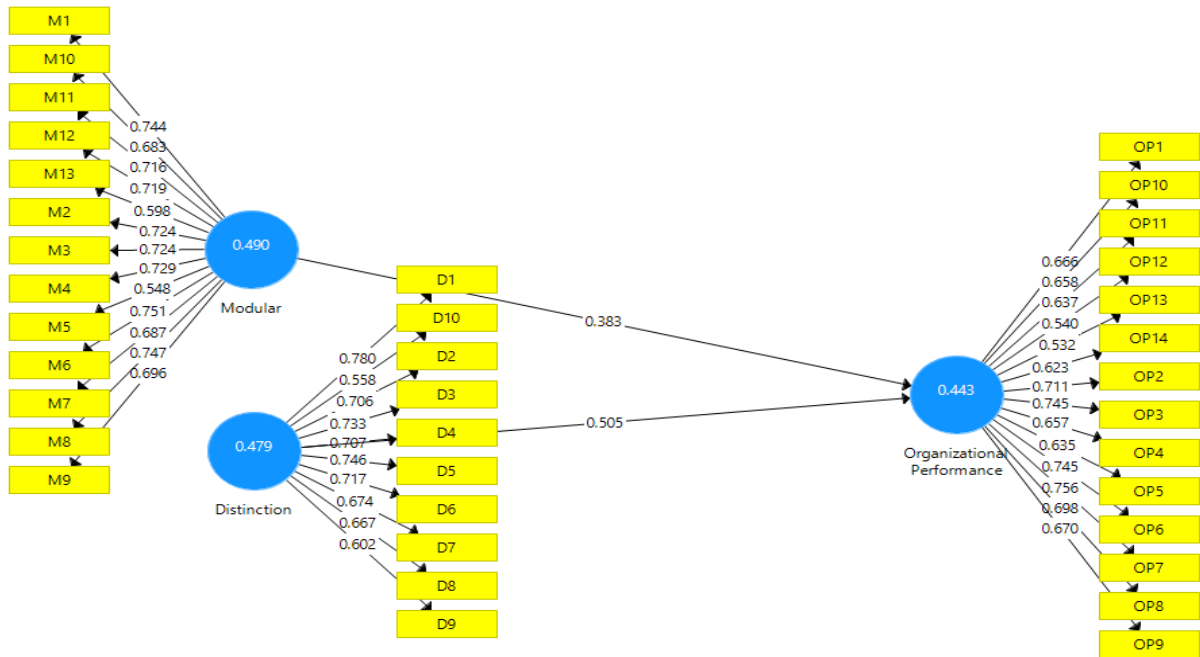 M1
M10
M11
M12
M13
M2
M3
M4
M5
M6
M7
M8
M9
0.744
0.683
0.716
0.719
0.598
0.724
0.724
0.729
0.548
0.751
0.687
0.747
0.696
0.490
Modular
0.383
D1
D10
D2
D3
D4
D5
D6
D7
D8
D9
0.780
0.558
0.706
0.733
0.707
0.746
0.717
0.674
0.667
0.602
0.479
Distinction
0.505
0.443
Organizational
Performance
0.666
0.658
0.637
0.540
0.532
0.623
0.711
0.745
0.657
0.635
0.745
0.756
0.698
0.670
OP1
OP10
OP11
OP12
OP13
OP14
OP2
OP3
OP4
OP5
OP6
OP7
OP8
OP9